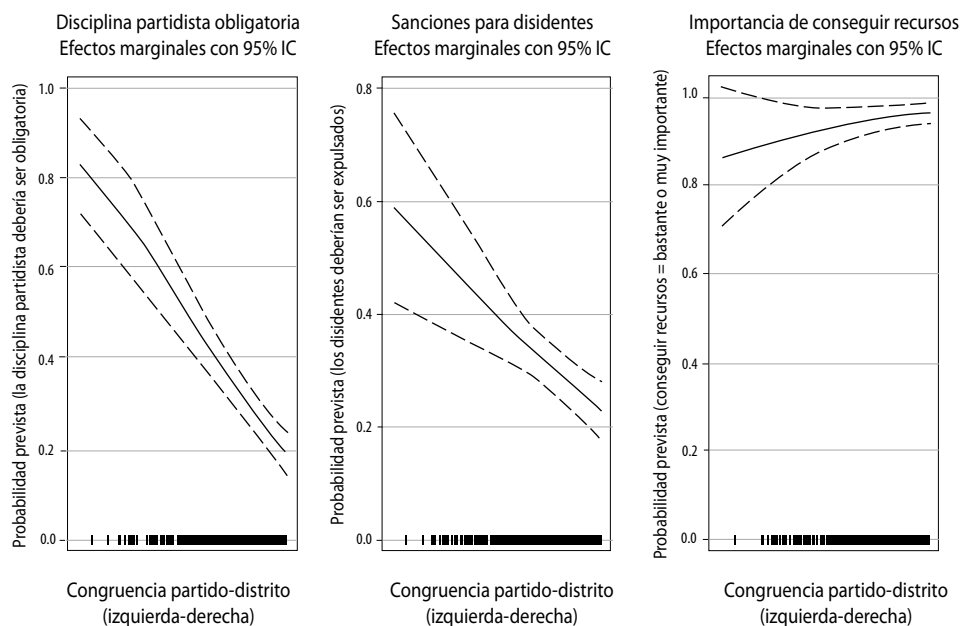 Disciplina partidista obligatoria
Efectos marginales con 95% IC
Probabilidad prevista (la disciplina partidista debería ser obligatoria)
1.0
0.8
0.6
0.4
0.2
0.0
Congruencia partido-distrito
(izquierda-derecha)
Sanciones para disidentes
Efectos marginales con 95% IC
Probabilidad prevista (los disidentes deberían ser expulsados)
0.8
0.6
0.4
0.2
0.0
Congruencia partido-distrito
(izquierda-derecha)
Importancia de conseguir recursos
Efectos marginales con 95% IC
Probabilidad prevista (conseguir recursos = bastante o muy importante)
1.0
0.8
0.6
0.4
0.2
0.0
Congruencia partido-distrito
(izquierda-derecha)